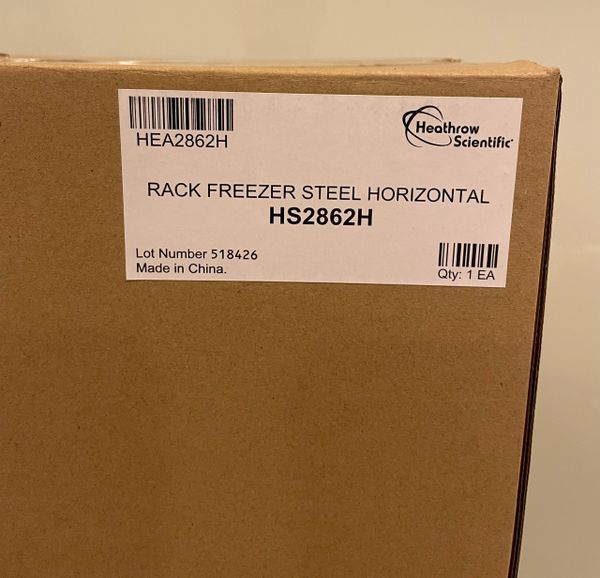 HEA2862H
Heathrow
Scientific
RACK FREEZER STEEL HORIZONTAL
HS2862H
Lot Number 518426
Made in China.
Qty: 1 EA